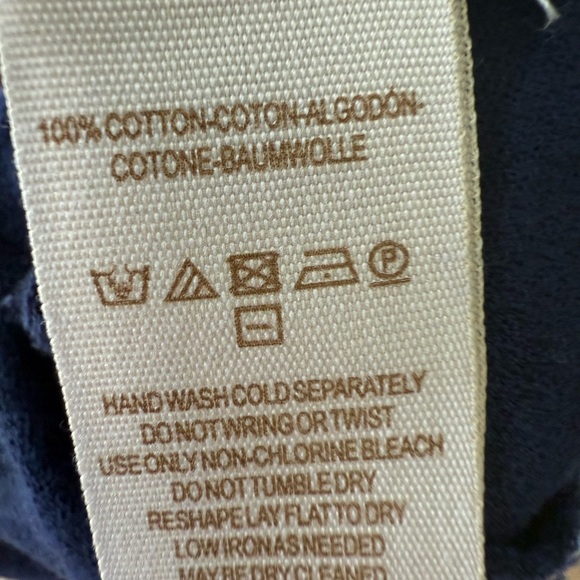 100% COTTON-COTON-ALGODÓN-
COTONE-BAUMWOLLE
P
HAND WASH COLD SEPARATELY
DO NOT WRING OR TWIST
USE ONLY NON-CHLORINE BLEACH
DO NOT TUMBLE DRY
RESHAPE LAY FLAT TO DRY
LOW IRON AS NEEDED
MAY BE DRY CLEANED